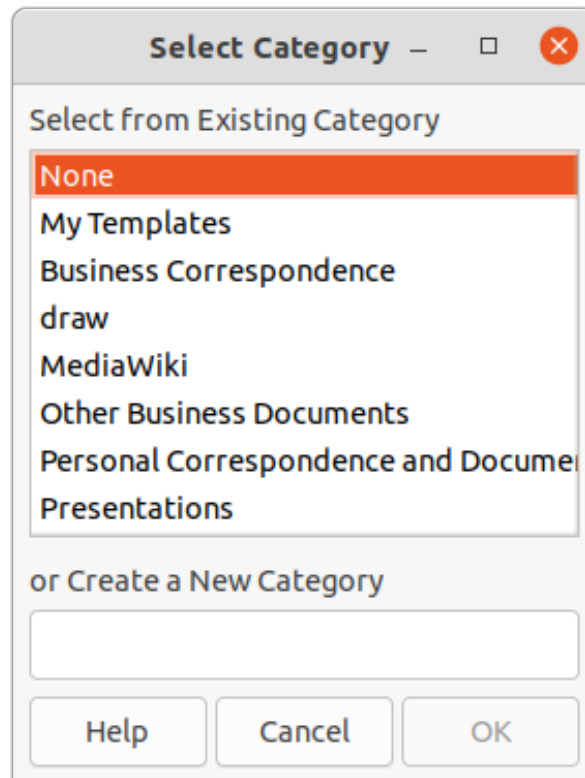 Select Category
Select from Existing Category
None
My Templates
Business Correspondence
draw
MediaWiki
Other Business Documents
Personal Correspondence and Docume
Presentations
or Create a New Category
Help Cancel OK